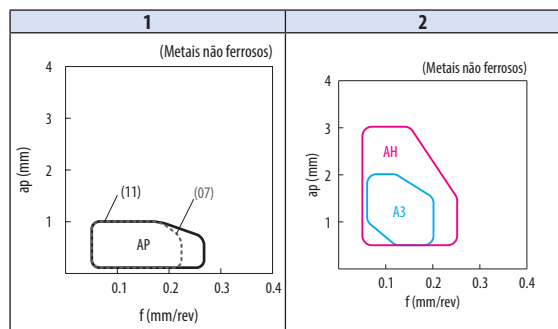 1
(Metais não ferrosos)
4
3
2
1
ap (mm)
(11)
(07)
AP
0.1
0.2
0.3
0.4
f (mm/rev)
2
(Metais não ferrosos)
4
3
2
1
ap (mm)
AH
A3
0.1
0.2
0.3
0.4
f (mm/rev)